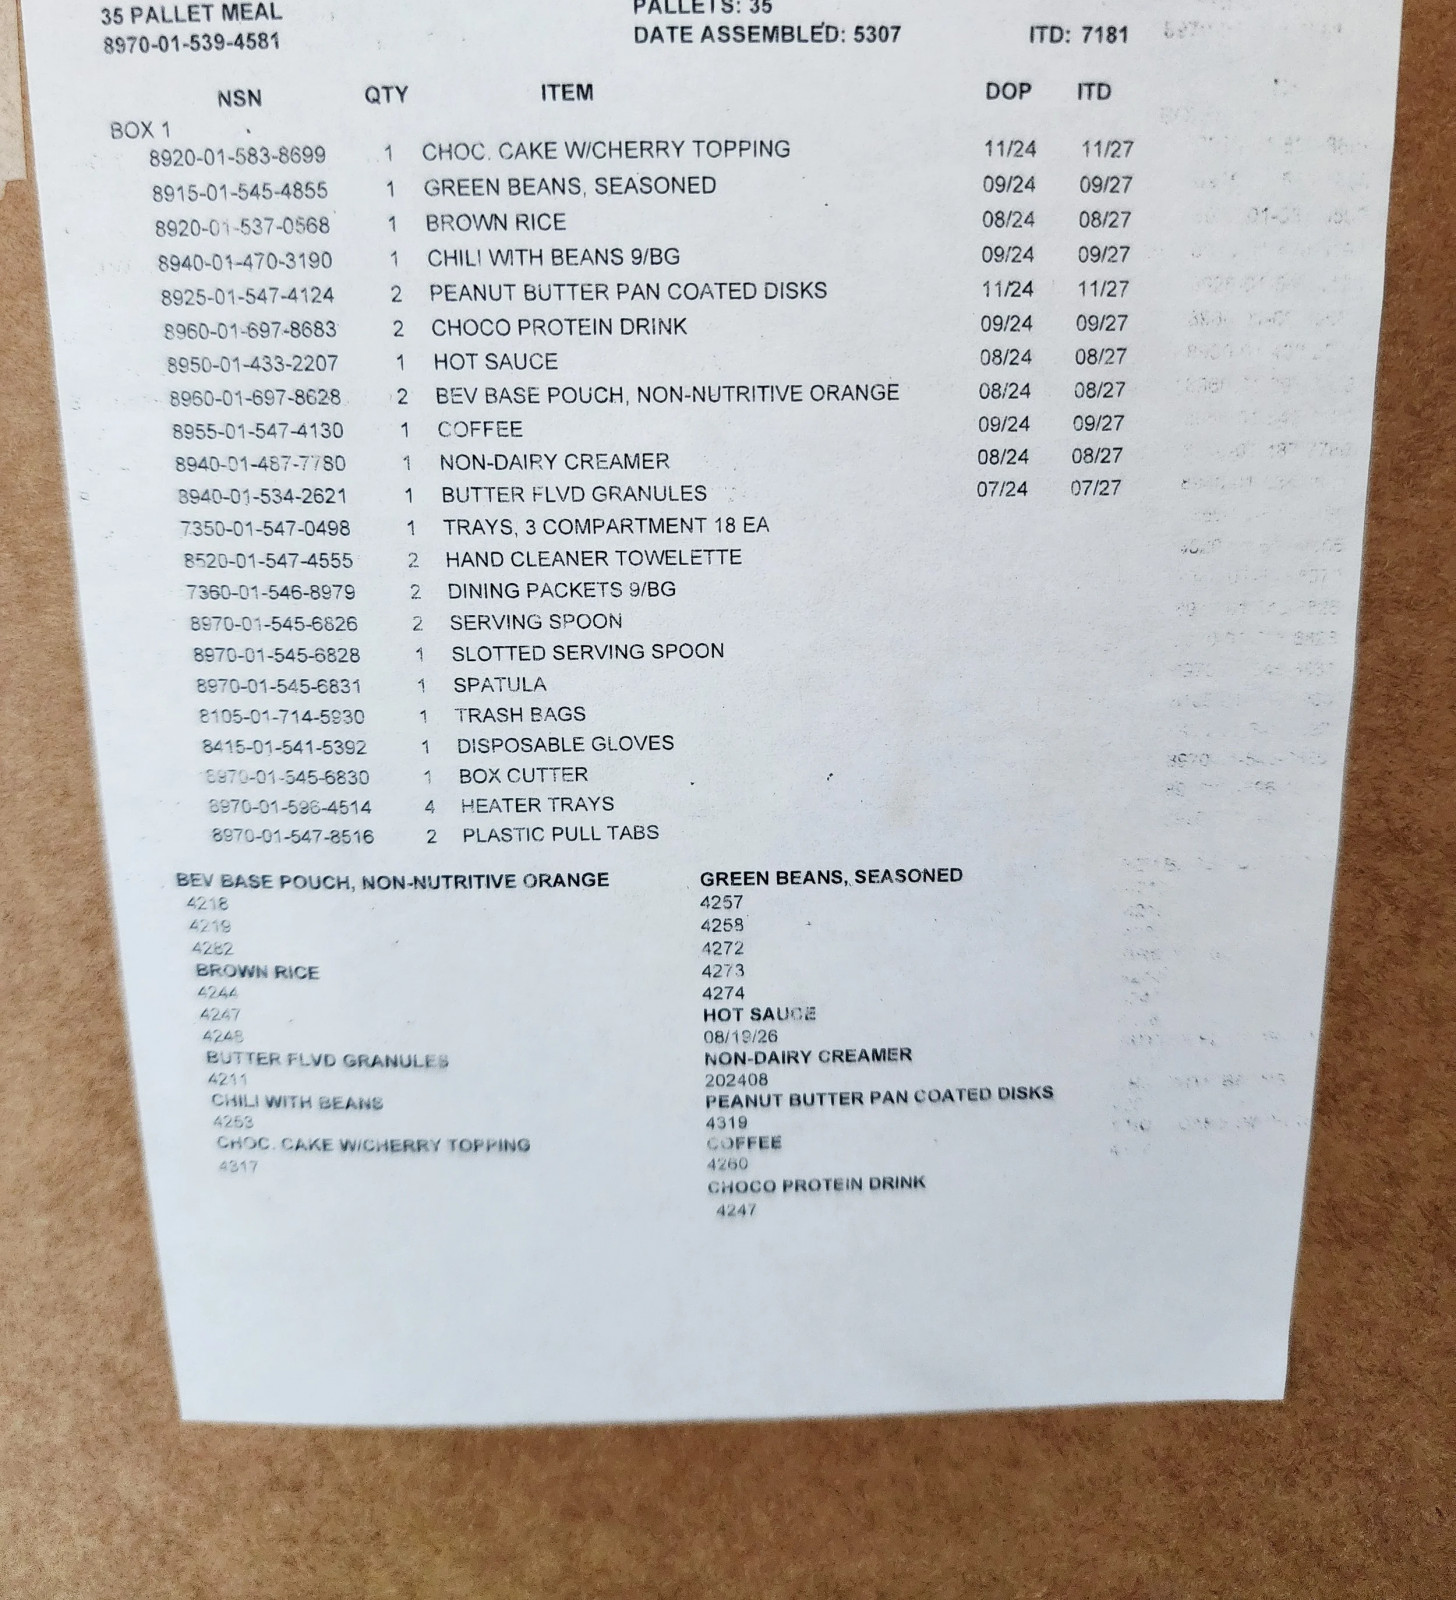 35 PALLET MEAL PALLETS: 35
8970-01-539-4581 DATE ASSEMBLED: 5307 ITD: 7181
NSN QTY ITEM DOP ITD
BOX 1
8920-01-583-8699 1 CHOC. CAKE W/CHERRY TOPPING 11/24 11/27
8915-01-545-4855 1 GREEN BEANS, SEASONED 09/24 09/27
8920-01-537-0568 1 BROWN RICE 08/24 08/27
8940-01-470-3190 1 CHILI WITH BEANS 9/BG 09/24 09/27
8925-01-547-4124 2 PEANUT BUTTER PAN COATED DISKS 11/24 11/27
8960-01-697-8683 2 CHOCO PROTEIN DRINK 09/24 09/27
8950-01-433-2207 1 HOT SAUCE 08/24 08/27
8960-01-697-8628 2 BEV BASE POUCH, NON-NUTRITIVE ORANGE 08/24 08/27
8955-01-547-4130 1 COFFEE 09/24 09/27
8940-01-487-7780 1 NON-DAIRY CREAMER 08/24 08/27
8940-01-534-2621 1 BUTTER FLVD GRANULES 07/24 07/27
7350-01-547-0498 1 TRAYS, 3 COMPARTMENT 18 EA
8520-01-547-4555 2 HAND CLEANER TOWELETTE
7360-01-546-8979 2 DINING PACKETS 9/BG
8970-01-545-6826 2 SERVING SPOON
8970-01-545-6828 1 SLOTTED SERVING SPOON
8970-01-545-6831 1 SPATULA
8105-01-714-5930 1 TRASH BAGS
8415-01-541-5392 1 DISPOSABLE GLOVES
8970-01-545-6830 1 BOX CUTTER
8970-01-596-4514 4 HEATER TRAYS
8970-01-547-8516 2 PLASTIC PULL TABS
BEV BASE POUCH, NON-NUTRITIVE ORANGE
4218
4219
4282
BROWN RICE
4244
4247
4248
BUTTER FLVD GRANULES
4211
CHILI WITH BEANS
4253
CHOC. CAKE W/CHERRY TOPPING
4317
GREEN BEANS, SEASONED
4257
4258
4272
4273
4274
HOT SAUCE
08/19/26
NON-DAIRY CREAMER
202408
PEANUT BUTTER PAN COATED DISKS
4319
COFFEE
4260
CHOCO PROTEIN DRINK
4247